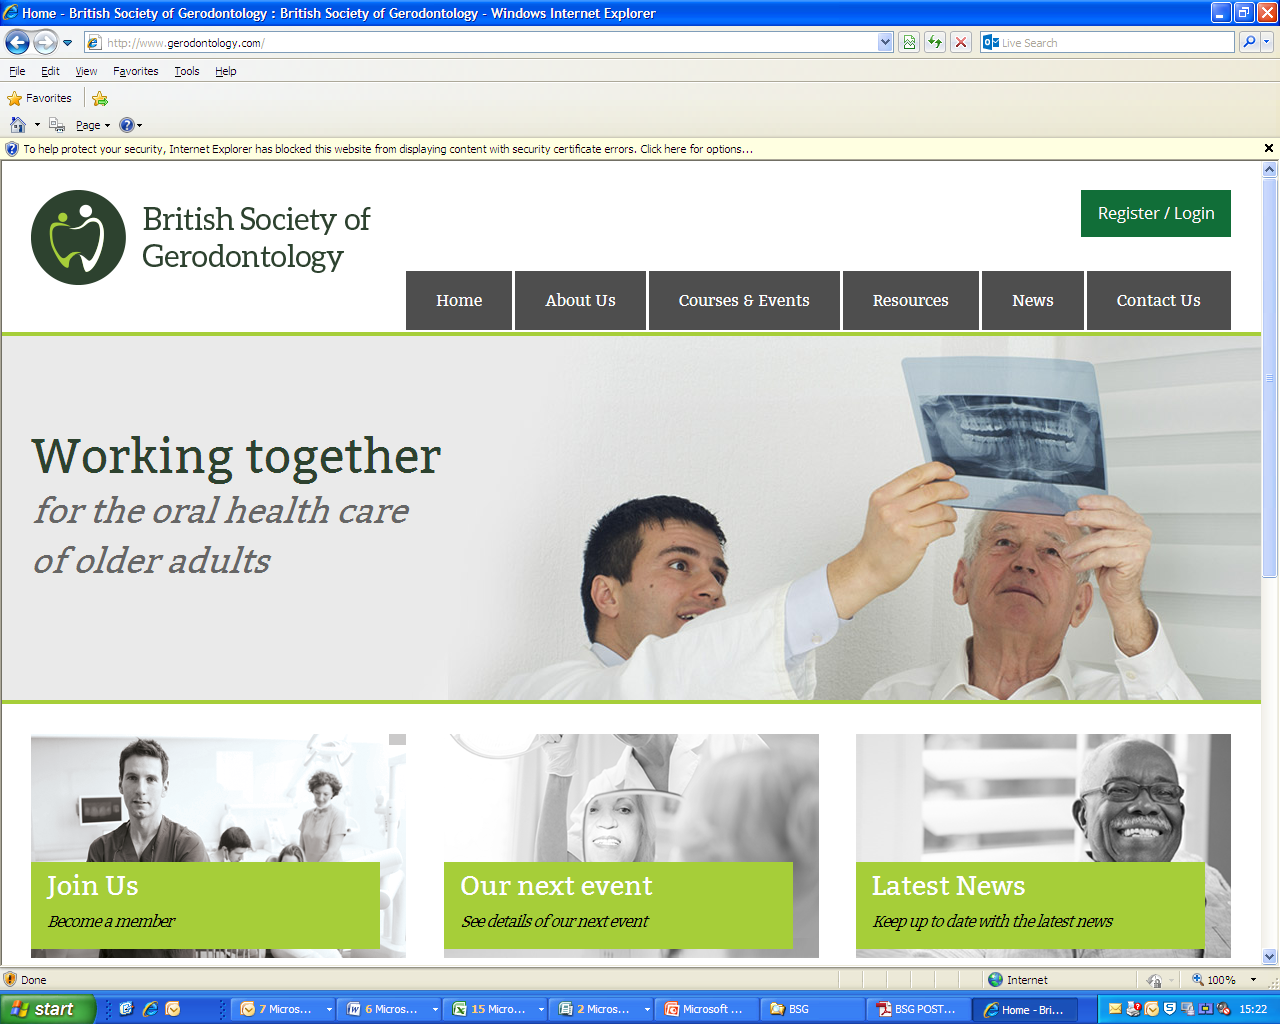 Home - British Society of Gerodontology : British Society of Gerodontology - Windows Internet Explorer
http://www.gerodontology.com/
Live Search
File Edit View Favorites Tools Help
Favorites
Page
To help protect your security, Internet Explorer has blocked this website from displaying content with security certificate errors. Click here for options...
British Society of
Gerodontology
Register / Login
Home About Us Courses & Events Resources News Contact Us
Working together
for the oral health care
of older adults
Join Us
Become a member
Our next event
See details of our next event
Latest News
Keep up to date with the latest news
Done
Internet
100%
start
7 Micros...
6 Micros...
15 Micro...
2 Micros...
Microsoft ...
BSG
BSG POST...
Home - Bri...
15:22